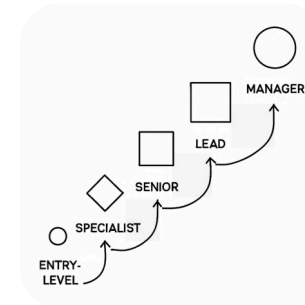 MANAGER
LEAD
SENIOR
SPECIALIST
ENTRY-
LEVEL